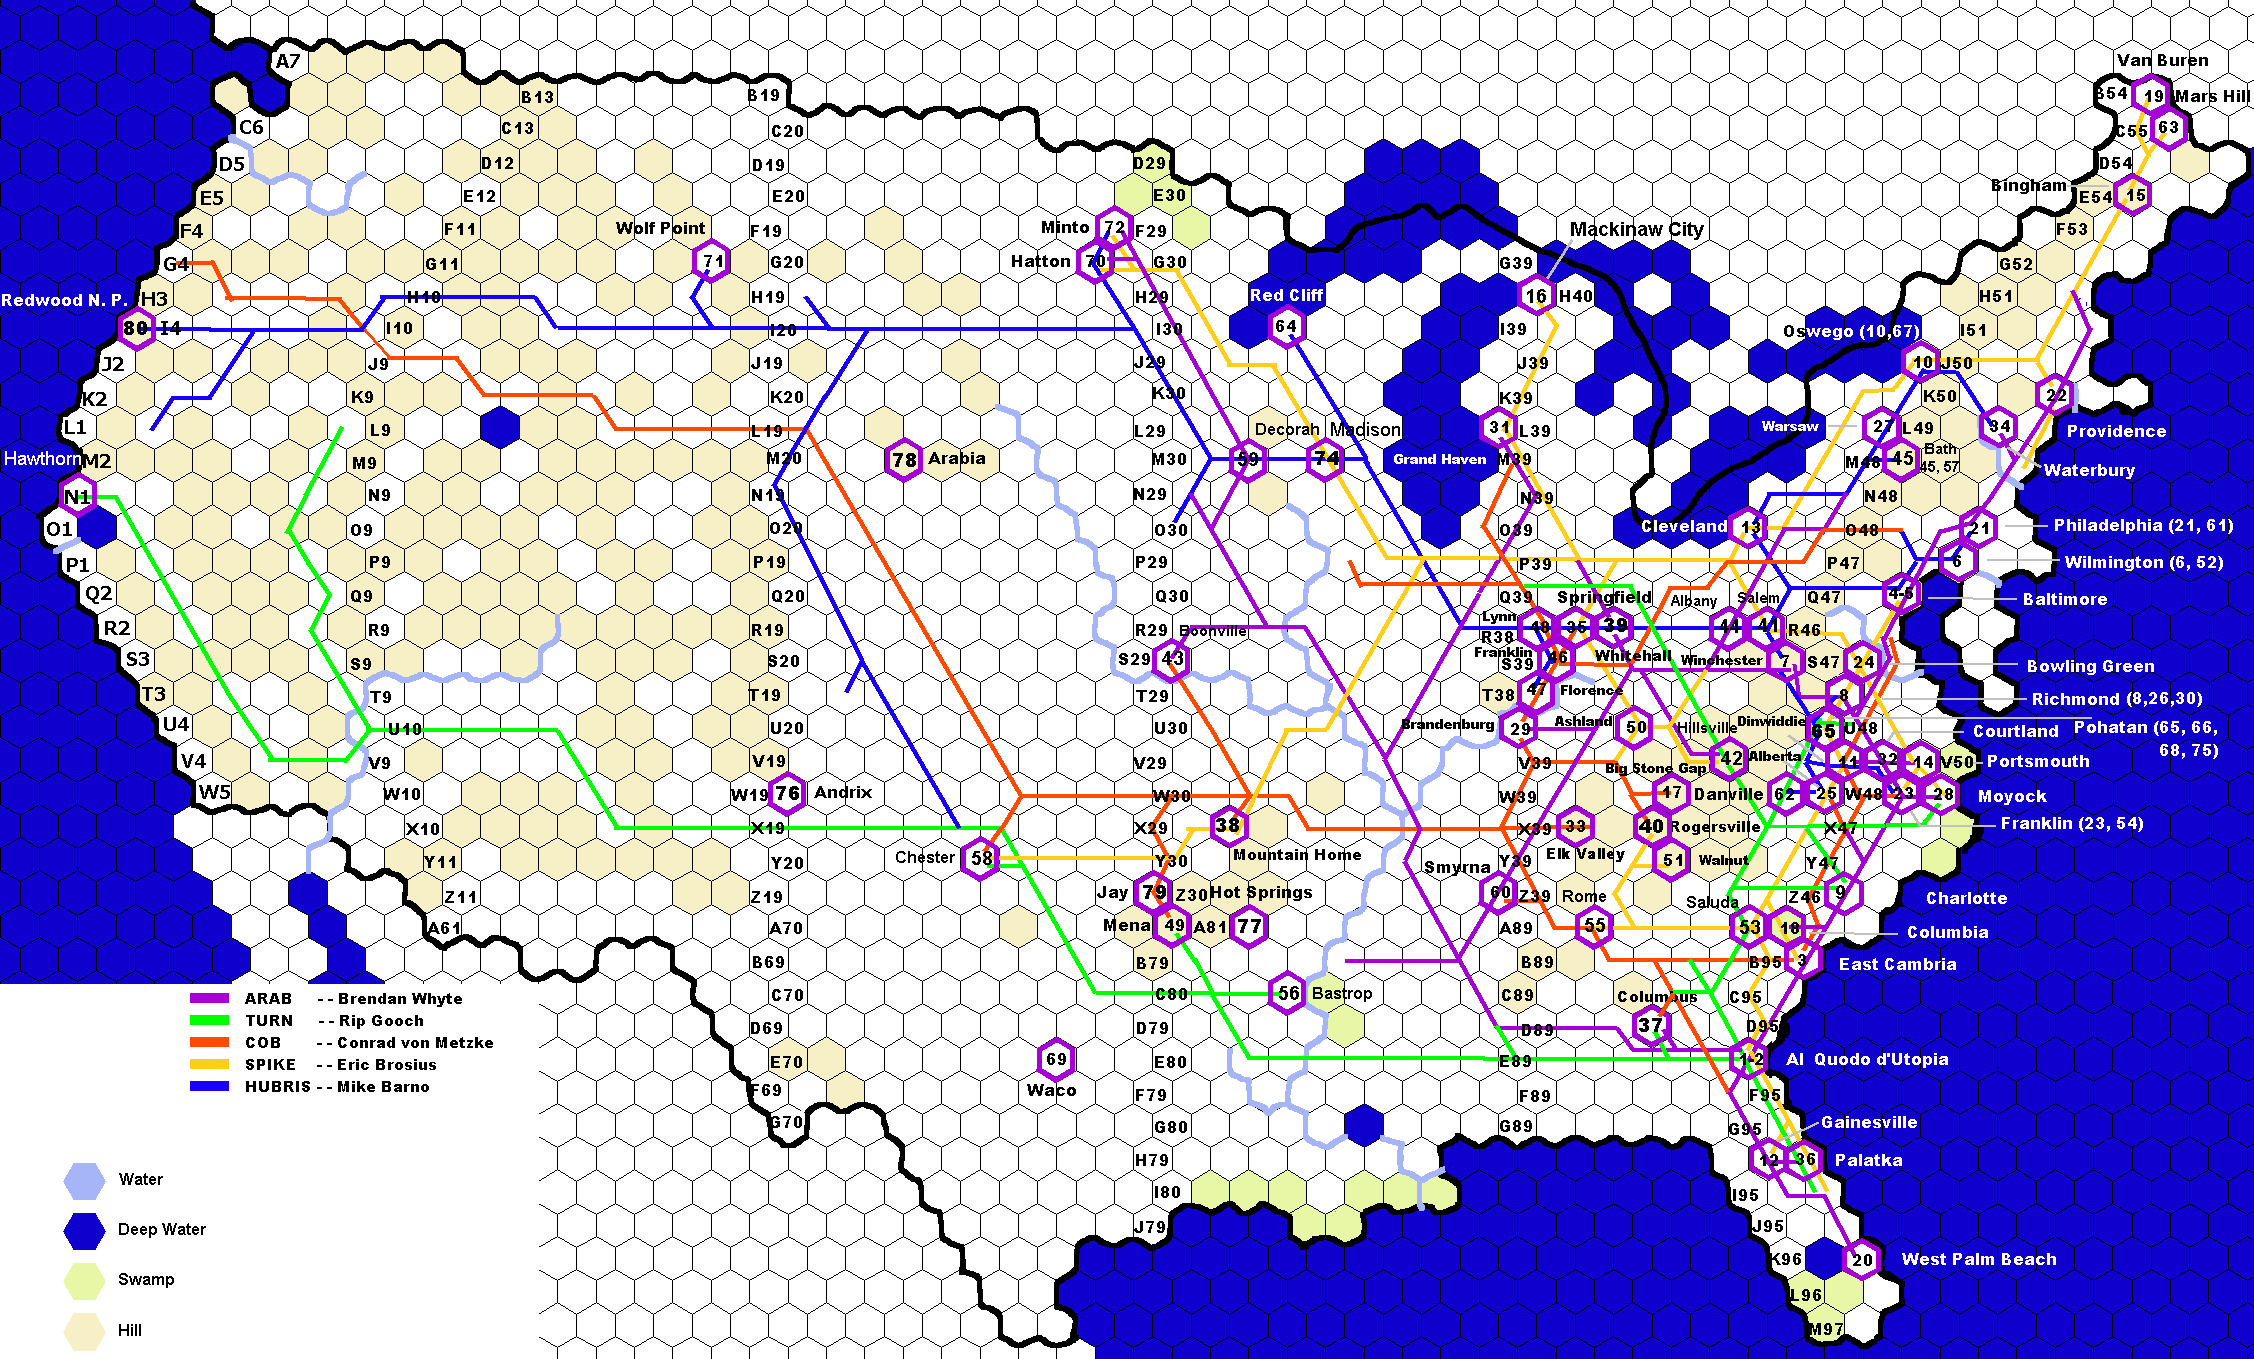 Van Buren
A7
B13
B19
B54
19
Mars Hill
C6
C13
C20
C55
63
D5
D12
D19
D29
D54
Bingham
E5
E12
E20
E30
E54
15
F4
F11
Wolf Point
F19
Minto
72
F29
Mackinaw City
F53
G4
G11
71
G20
Hatton
70
G30
G39
G52
Redwood N. P.
H3
H10
H19
H29
Red Cliff
16
H40
H51
80
I4
I10
I20
I30
64
I39
Oswego (10,67)
I51
J2
J9
J19
J29
J39
10
J50
K2
K9
K20
K30
K39
K50
22
L1
L9
L19
L29
Decorah
Madison
31
L39
Warsaw
27
L49
34
Providence
Hawthorn
M2
M9
M20
78
Arabia
M30
59
74
Grand Haven
M39
M48
45
Bath
45, 57
Waterbury
N1
N9
N19
N29
N39
N48
O1
O9
O20
O30
O39
Cleveland
13
O48
21
Philadelphia (21, 61)
P1
P9
P19
P29
P39
P47
6
Wilmington (6, 52)
Q2
Q9
Q20
Q30
Q39
Springfield
Albany
Salem
Q47
4-5
Baltimore
R2
R9
R19
R29
Boonville
Lynn
R38
48
35
39
44
41
R46
S3
S9
S20
S29
43
Franklin
S39
46
Whitehall
Winchester
7
S47
24
Bowling Green
T3
T9
T19
T29
T38
47
Florence
8
Richmond (8,26,30)
U4
U10
U20
U30
Brandenburg
29
Ashland
50
Hillsville
Dinwiddie
65
U48
Courtland
Pohatan (65, 66,
68, 75)
V4
V9
V19
V29
V39
Big Stone Gap
42
Alberta
11
32
14
V50
Portsmouth
W5
W10
W19
76
Andrix
W30
W39
17
Danville
62
25
W48
23
28
Moyock
X10
X19
X29
38
X39
33
40
Rogersville
X47
Franklin (23, 54)
Y11
Y20
Chester
58
Y30
Mountain Home
Smyrna
Y39
Elk Valley
51
Walnut
Y47
Z11
Z19
Jay
79
Z30
Hot Springs
60
Z39
Rome
Saluda
Z46
9
Charlotte
A61
A70
Mena
49
A81
77
A89
55
53
18
Columbia
B69
B79
B89
B95
3
East Cambria
C70
C80
56
Bastrop
C89
Columbus
C95
D69
D79
D89
37
D95
E70
69
E80
E89
1-2
Al Quodo d'Utopia
Waco
F69
F79
F89
F95
G70
G80
G89
G95
Gainesville
H79
12
36
Palatka
I80
I95
J79
J95
K96
20
West Palm Beach
L96
M97
ARAB -- Brendan Whyte
TURN -- Rip Gooch
COB -- Conrad von Metzke
SPIKE -- Eric Brosius
HUBRIS -- Mike Barno
Water
Deep Water
Swamp
Hill